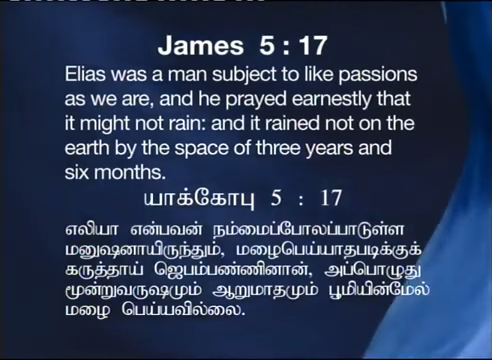 James 5 : 17
Elias was a man subject to like passions
as we are, and he prayed earnestly that
it might not rain: and it rained not on the
earth by the space of three years and
six months.
யாக்கோபு 5 : 17
எலியா என்பவன் நம்மைப்போலப்பாடுள்ள
மனுஷனாயிருந்தும், மழைபெய்யாதபடிக்குக்
கருத்தாய் ஜெபம்பண்ணினான், அப்பொழுது
மூன்றுவருஷமும் ஆறுமாதமும் பூமியின்மேல்
மழை பெய்யவில்லை.